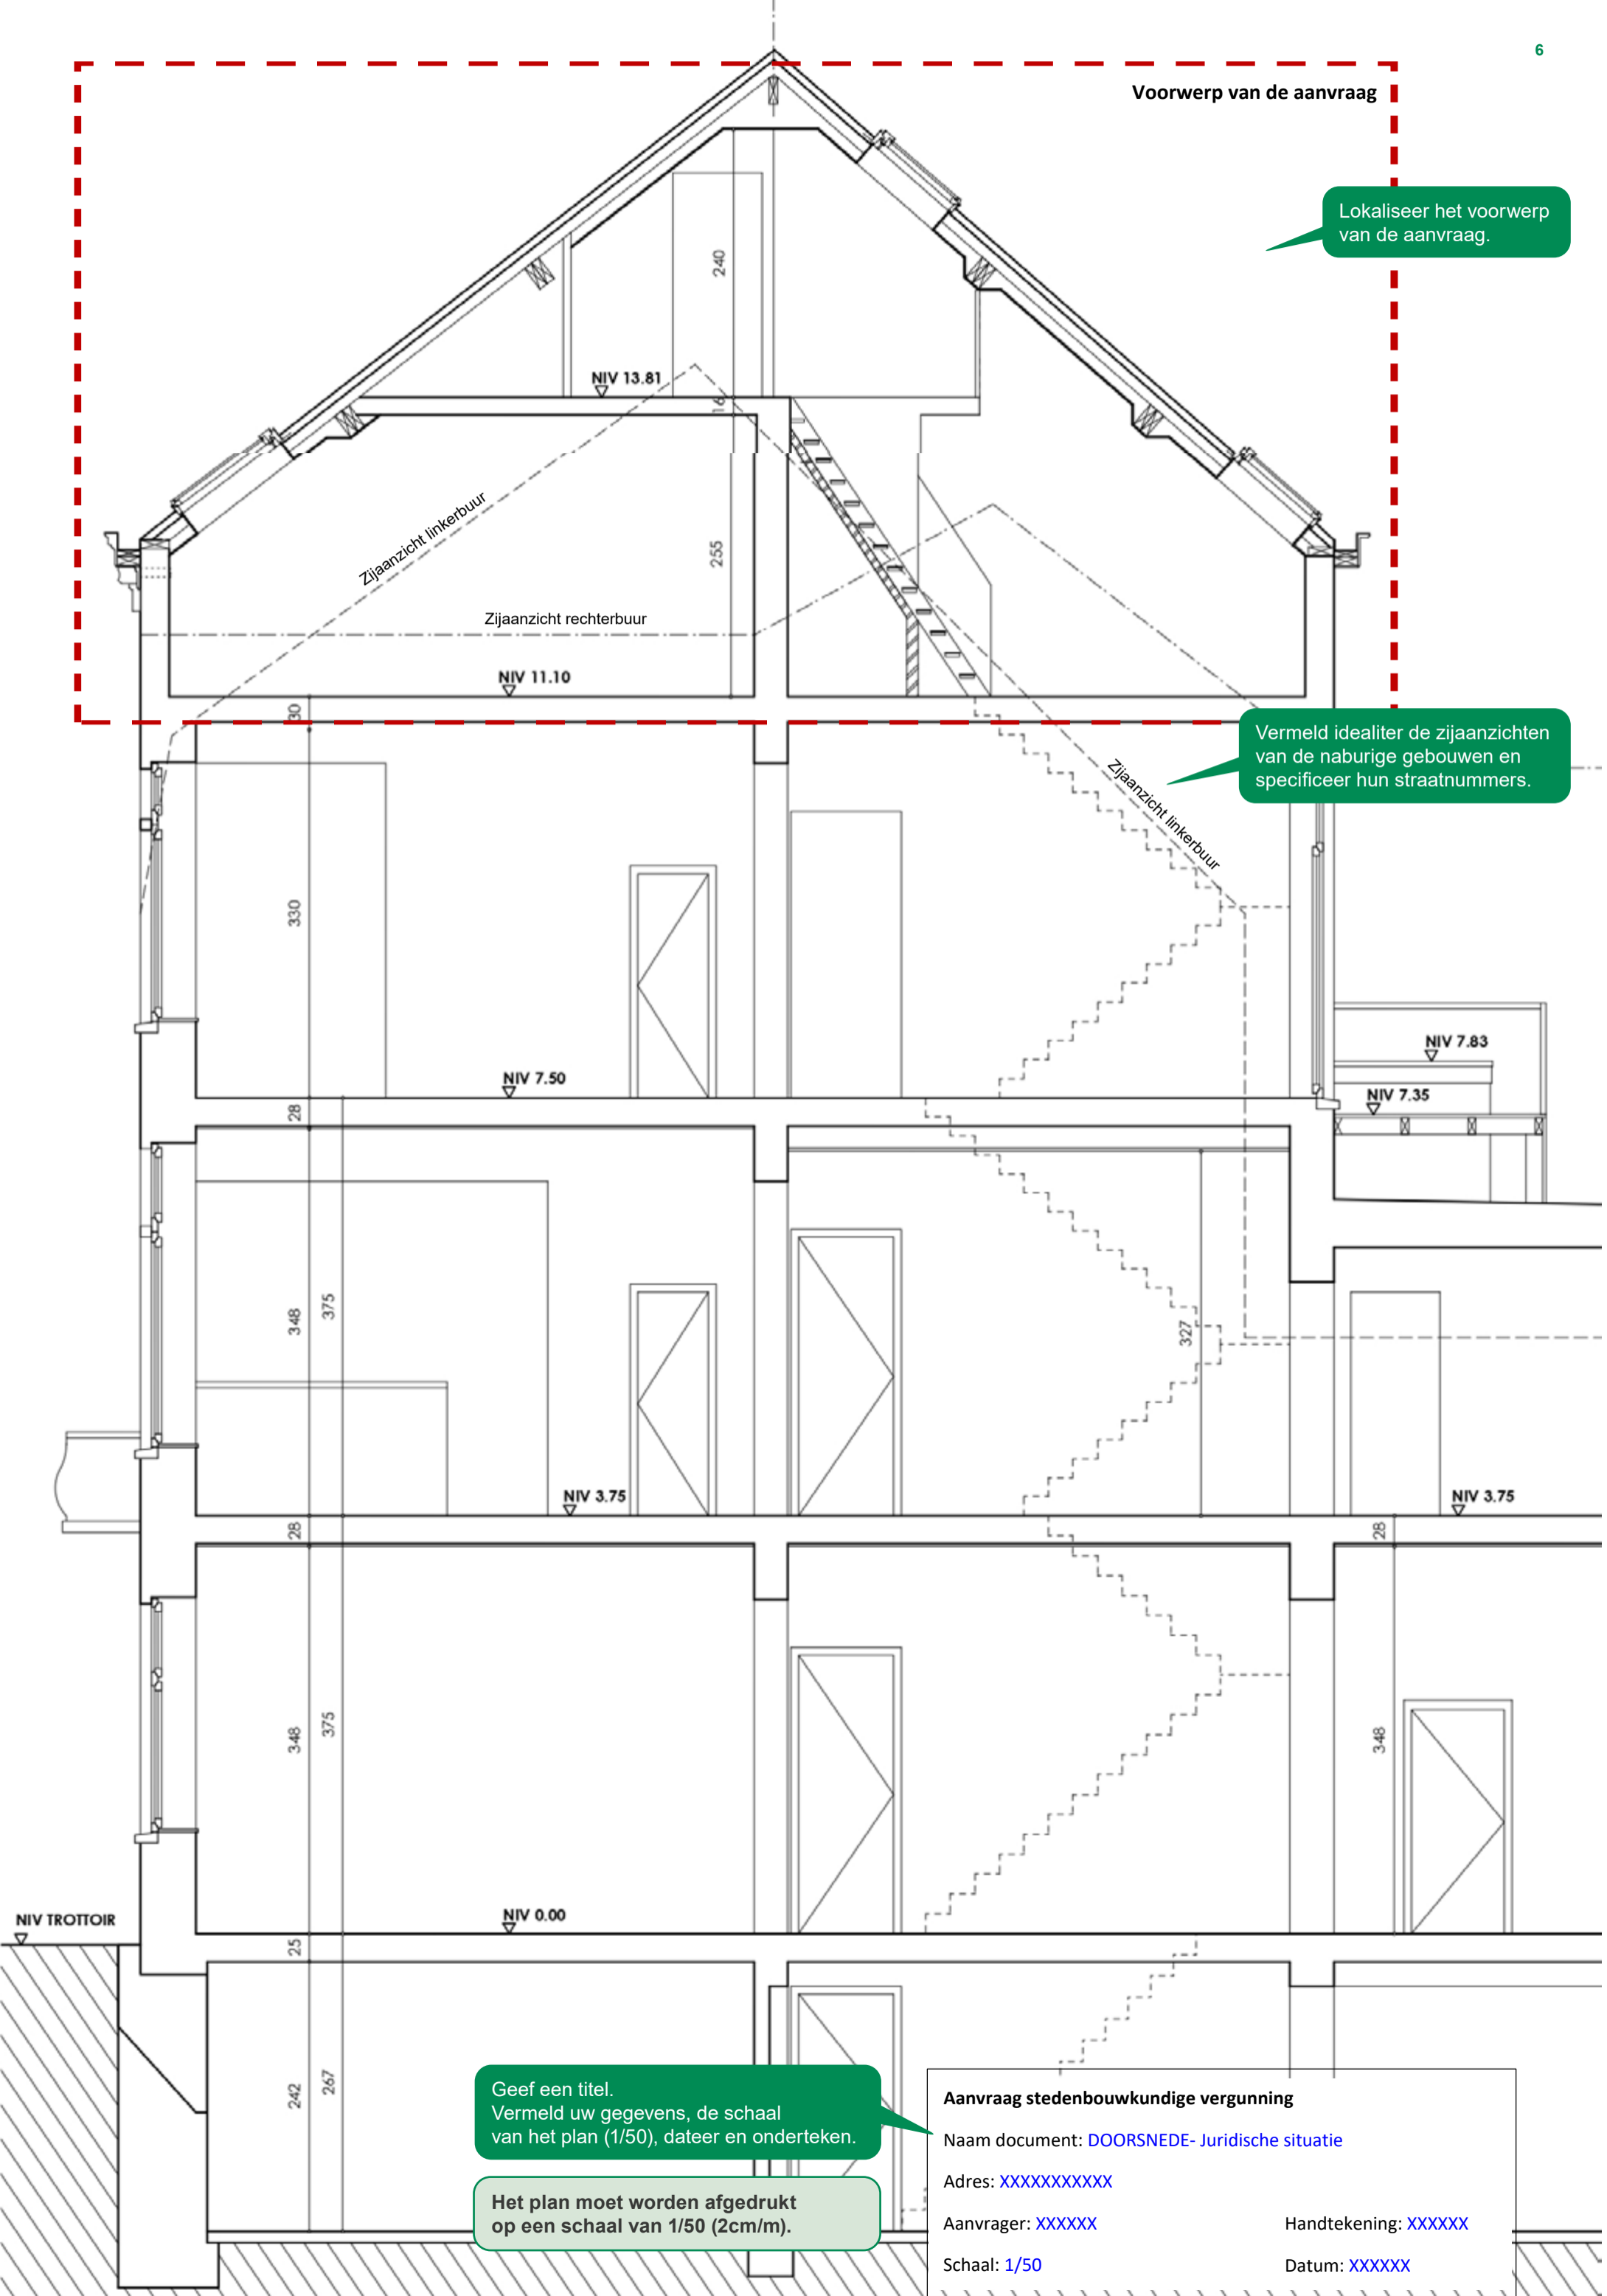 6
Voorwerp van de aanvraag
Lokaliseer het voorwerp
van de aanvraag.
240
NIV 13.81
16
Zijaanzicht linkerbuur
255
Zijaanzicht rechterbuur
NIV 11.10
30
Vermeld idealiter de zijaanzichten
van de naburige gebouwen en
specificeer hun straatnummers.
Zijaanzicht linkerbuur
330
NIV 7.83
NIV 7.50
NIV 7.35
28
348
375
327
NIV 3.75
NIV 3.75
28
28
348
375
348
NIV TROTTOIR
NIV 0.00
25
242
267
Geef een titel.
Vermeld uw gegevens, de schaal
van het plan (1/50), dateer en onderteken.
Het plan moet worden afgedrukt
op een schaal van 1/50 (2cm/m).
Aanvraag stedenbouwkundige vergunning
Naam document: DOORSNEDE- Juridische situatie
Adres: XXXXXXXXXXX
Aanvrager: XXXXXX
Handtekening: XXXXXX
Schaal: 1/50
Datum: XXXXXX